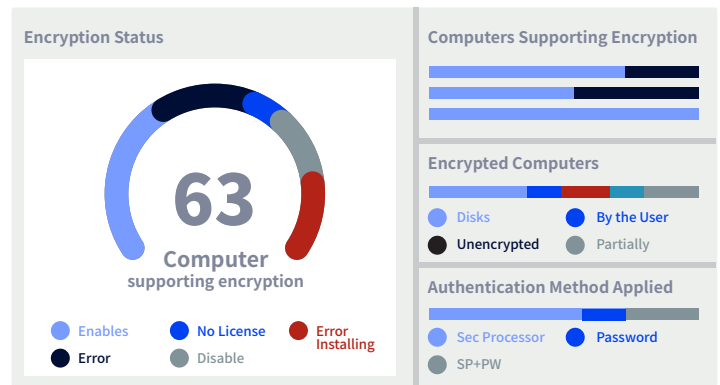 Encryption Status
63
Computer
supporting encryption
Enables
No License
Error
Installing
Error
Disable
Computers Supporting Encryption
Encrypted Computers
Disks
By the User
Unencrypted
Partially
Authentication Method Applied
Sec Processor
Password
SP+PW